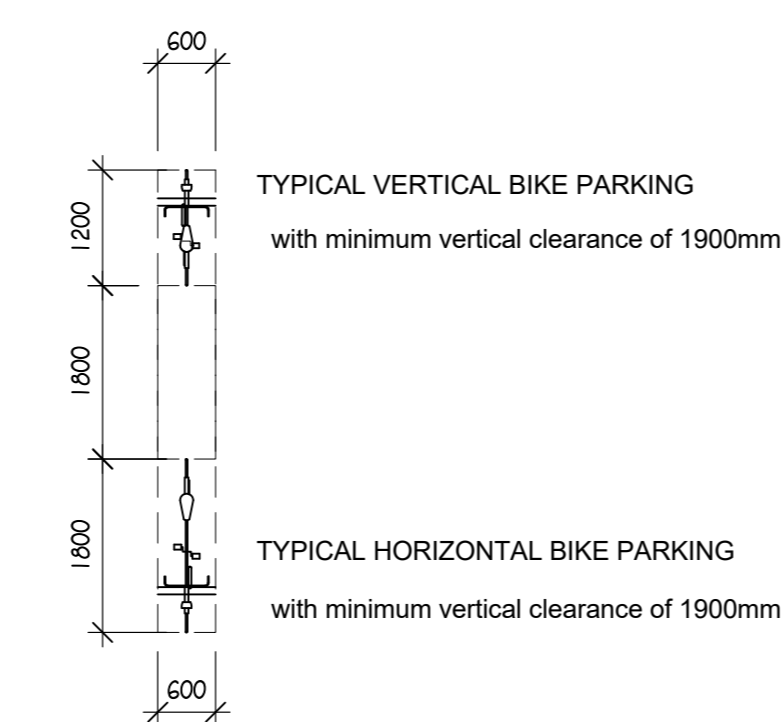 600
TYPICAL VERTICAL BIKE PARKING
1200
with minimum vertical clearance of 1900mm
1800
1800
TYPICAL HORIZONTAL BIKE PARKING
with minimum vertical clearance of 1900mm
600